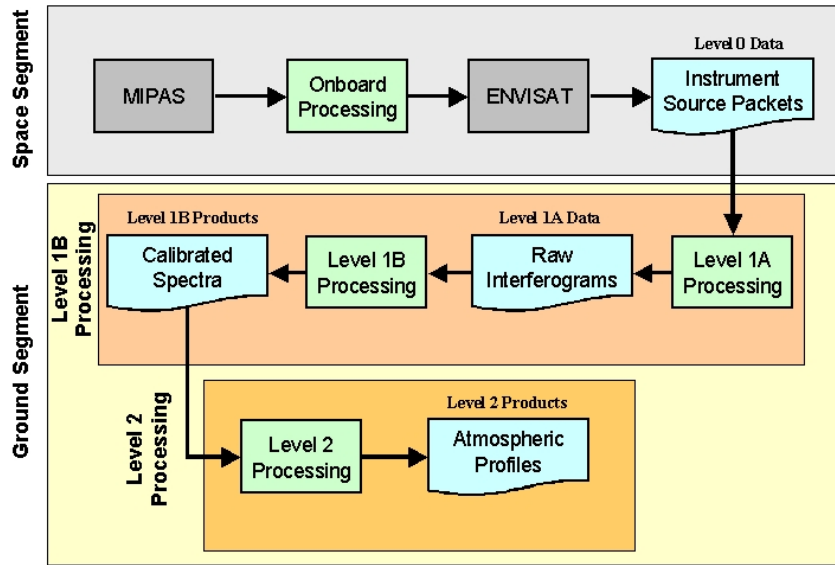 Space Segment
Level 0 Data
MIPAS
Onboard
Processing
ENVISAT
Instrument
Source Packets
Ground Segment
Level 1B
Processing
Level 1B Products
Level 1A Data
Calibrated
Spectra
Level 1B
Processing
Raw
Interferograms
Level 1A
Processing
Level 2
Processing
Level 2 Products
Level 2
Processing
Atmospheric
Profiles